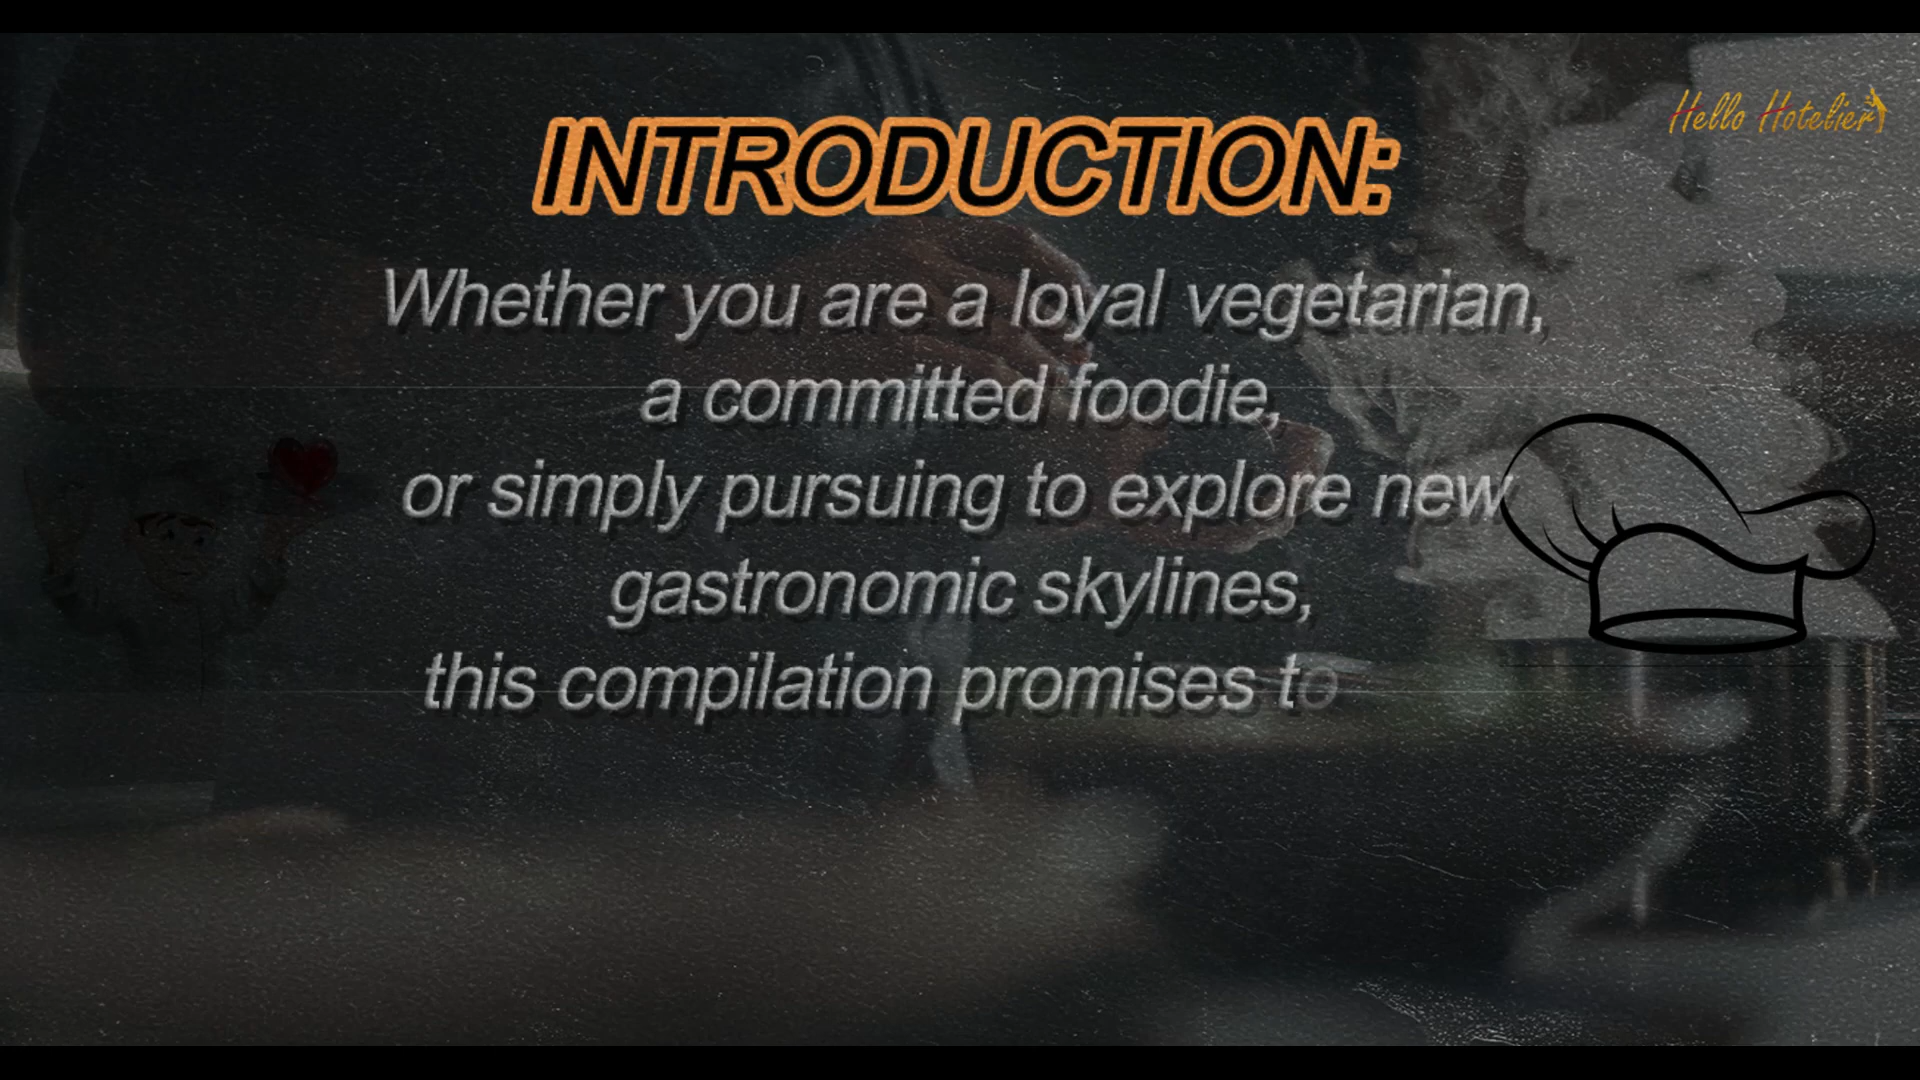 Hello Hotelier
INTRODUCTION:
Whether you are a loyal vegetarian,
a committed foodie,
or simply pursuing to explore new
gastronomic skylines,
this compilation promises to